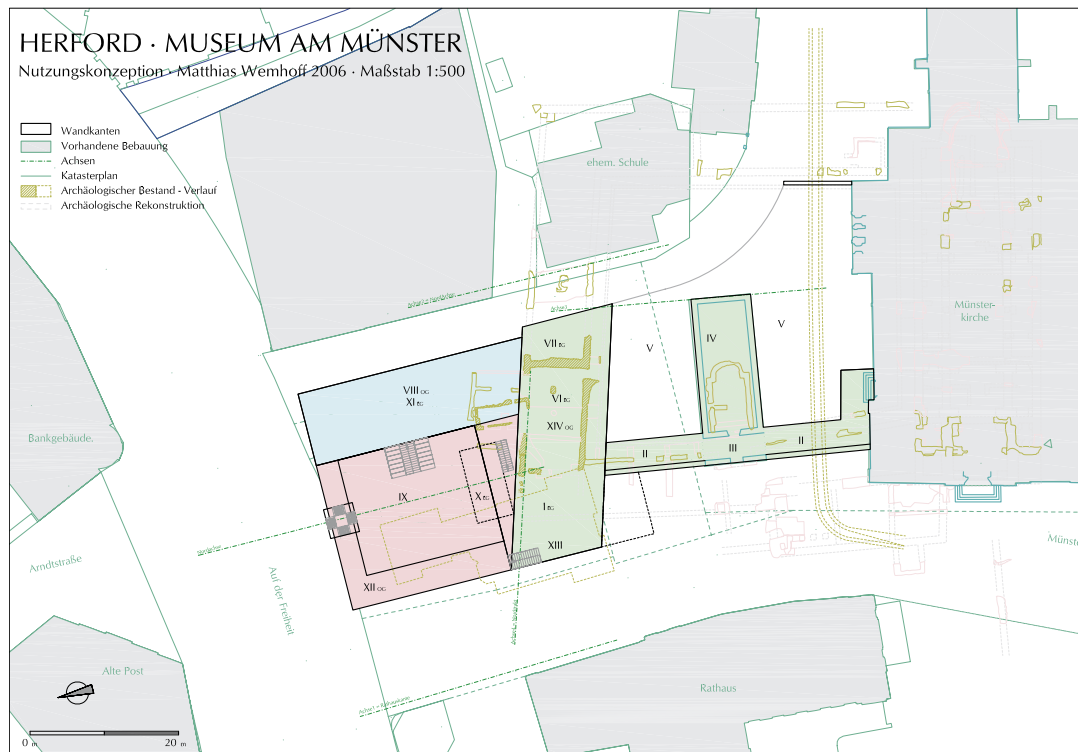 HERFORD · MUSEUM AM MÜNSTER
Nutzungskonzeption · Matthias Wemhoff 2006 · Maßstab 1:500
Wandkanten
Vorhandene Bebauung
Achsen
Katasterplan
Archäologischer Bestand - Verlauf
Archäologische Rekonstruktion
ehem. Schule
Münster-
kirche
V
V
IV
VII EG
VIII OG
XI EG
VI EG
XIV OG
II
III
II
IX
X EG
I EG
XIII
XII OG
Bankgebäude.
Arndtstraße
Auf der Freiheit
Alte Post
Münst
Rathaus
0 m
20 m